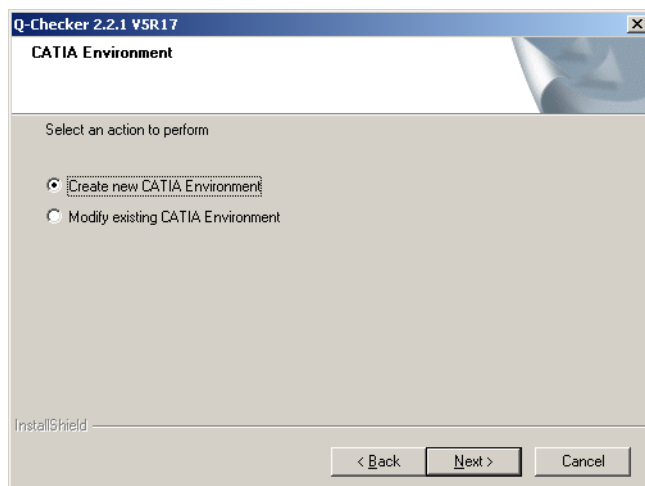 Q-Checker 2.2.1 V5R17
CATIA Environment
Select an action to perform
Create new CATIA Environment
Modify existing CATIA Environment
InstallShield
< Back
Next >
Cancel